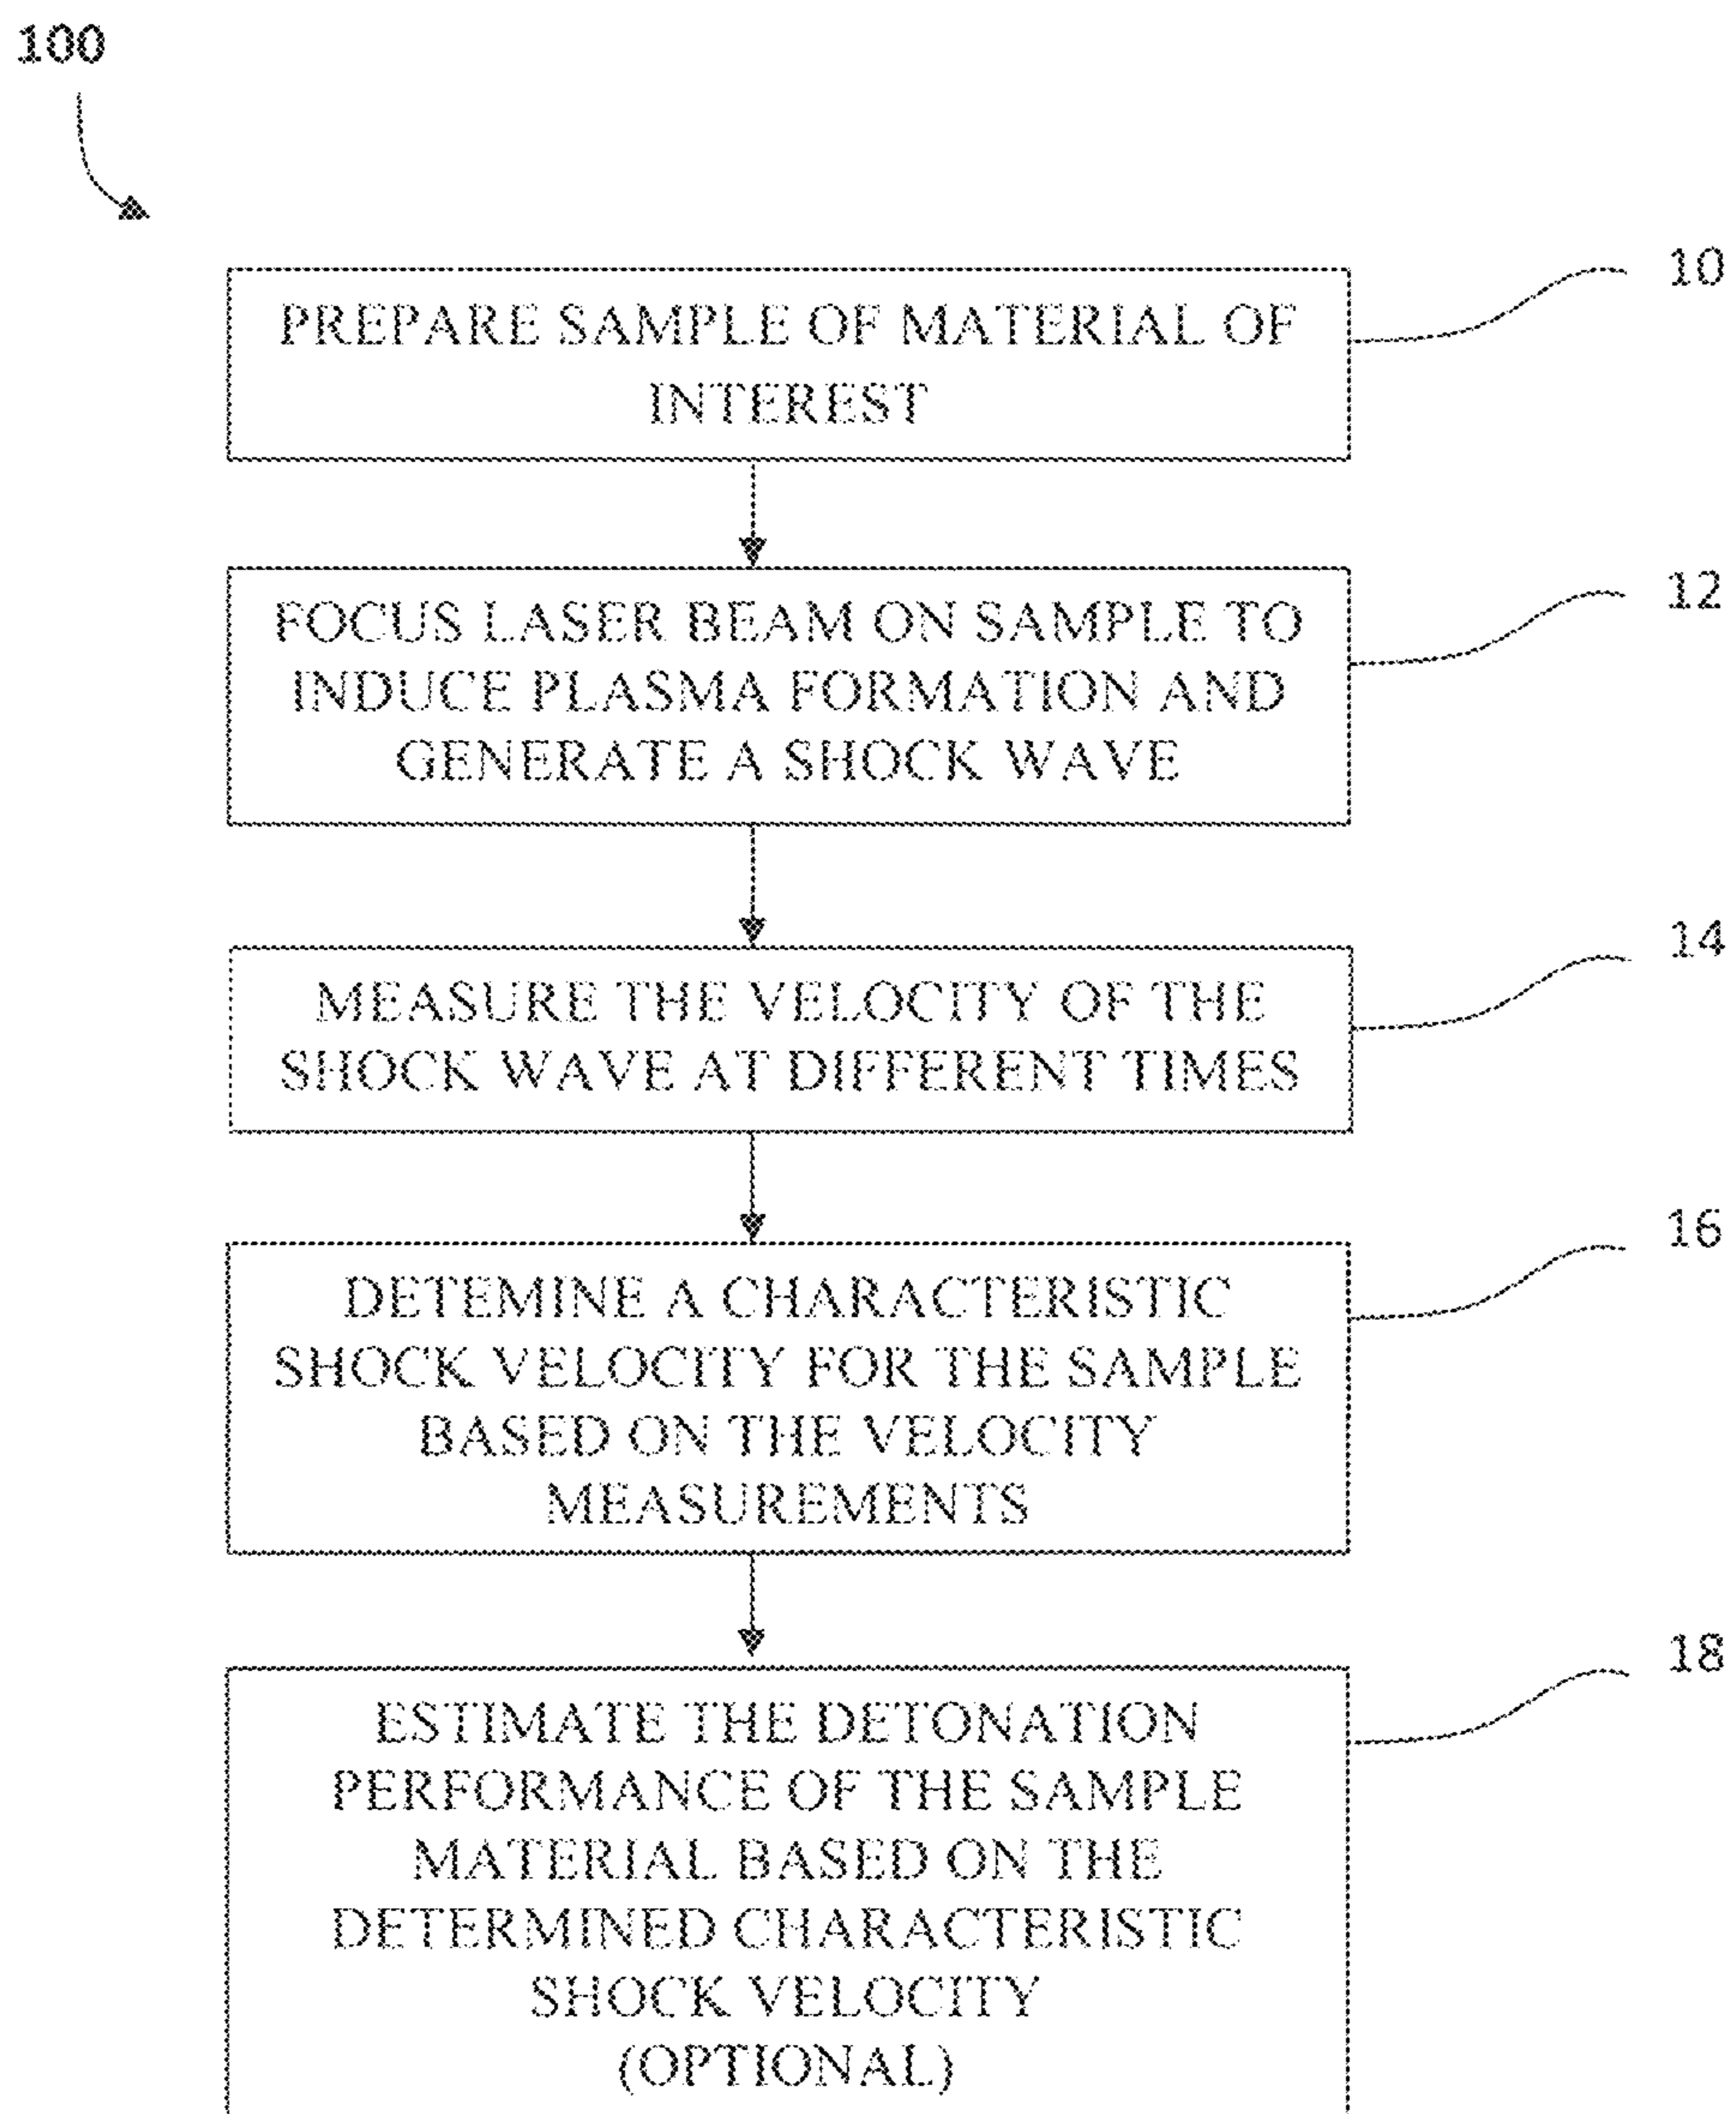 100
10
PREPARE SAMPLE OF MATERIAL OF
INTEREST
12
FOCUS LASER BEAM ON SAMPLE TO
INDUCE PLASMA FORMATION AND
GENERATE A SHOCK WAVE
14
MEASURE THE VELOCITY OF THE
SHOCK WAVE AT DIFFERENT TIMES
16
DETEMINE A CHARACTERISTIC
SHOCK VELOCITY FOR THE SAMPLE
BASED ON THE VELOCITY
MEASUREMENTS
18
ESTIMATE THE DETONATION
PERFORMANCE OF THE SAMPLE
MATERIAL BASED ON THE
DETERMINED CHARACTERISTIC
SHOCK VELOCITY
(OPTIONAL)